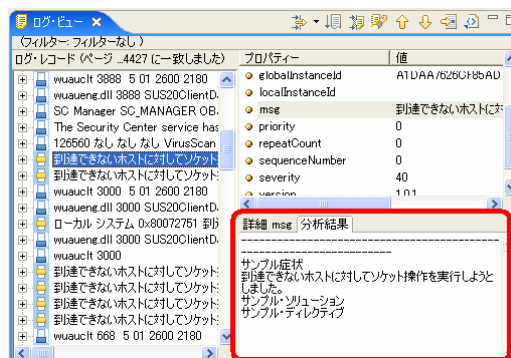 ログ・ビュー
(フィルター: フィルターなし )
ログ・レコード (ページ ..4427 (に一致しました)
wuauclt 3888 5 01 2600 2180
wuaueng.dll 3888 SUS20ClientD
SC Manager SC_MANAGER OB
The Security Center service has
126560 なし なし なし VirusScan
到達できないホストに対してソケット
到達できないホストに対してソケット
wuauclt 3000 5 01 2600 2180
wuaueng.dll 3000 SUS20ClientD
ローカル システム 0x80072751 到
wuaueng.dll 3000 SUS20ClientD
wuauclt 3000
到達できないホストに対してソケット
到達できないホストに対してソケット
到達できないホストに対してソケット
到達できないホストに対してソケット
wuauclt 668 5 01 2600 2180
プロパティー 値
globalInstanceId A1DAA7626CF85AD
localInstanceId
msg 到達できないホストに対
priority 0
repeatCount 0
sequenceNumber 0
severity 40
version 1.0.1
詳細 msg 分析結果
------------------------------------------------
----------------------------
サンプル症状
到達できないホストに対してソケット操作を実行しようと
しました。
サンプル・ソリューション
サンプル・ディレクティブ